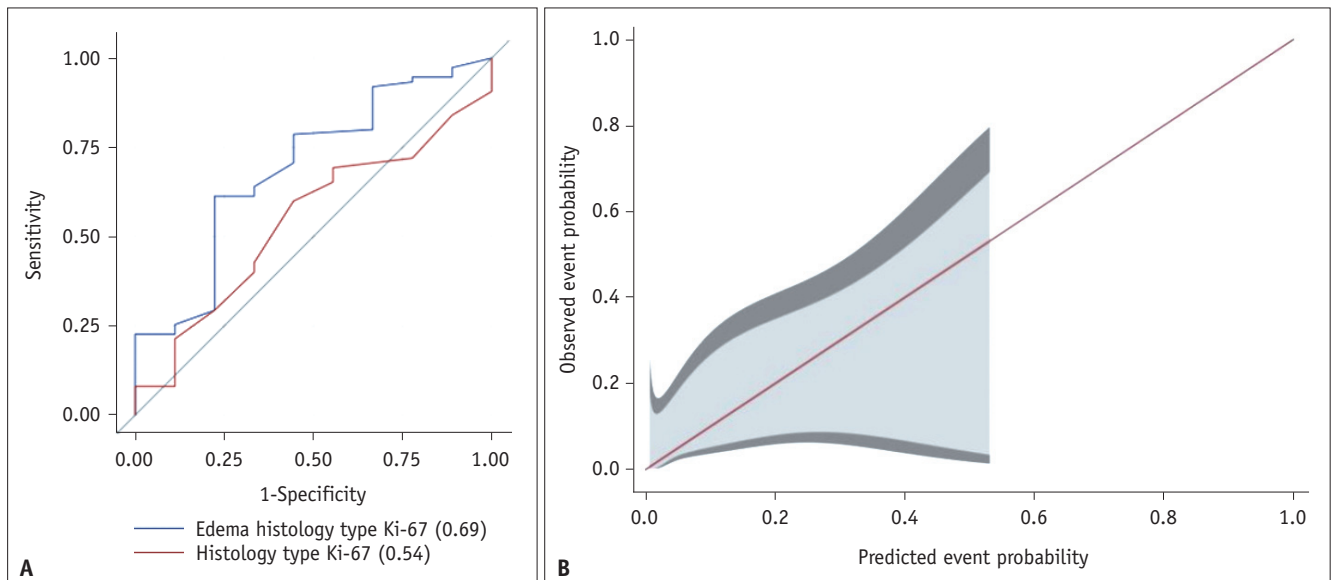 1.00
0.75
0.50
0.25
0.00
Sensitivity
0.00 0.25 0.50 0.75 1.00
1-Specificity
Edema histology type Ki-67 (0.69)
Histology type Ki-67 (0.54)
A
1.0
0.8
0.6
0.4
0.2
0.0
Observed event probability
0.0 0.2 0.4 0.6 0.8 1.0
Predicted event probability
B